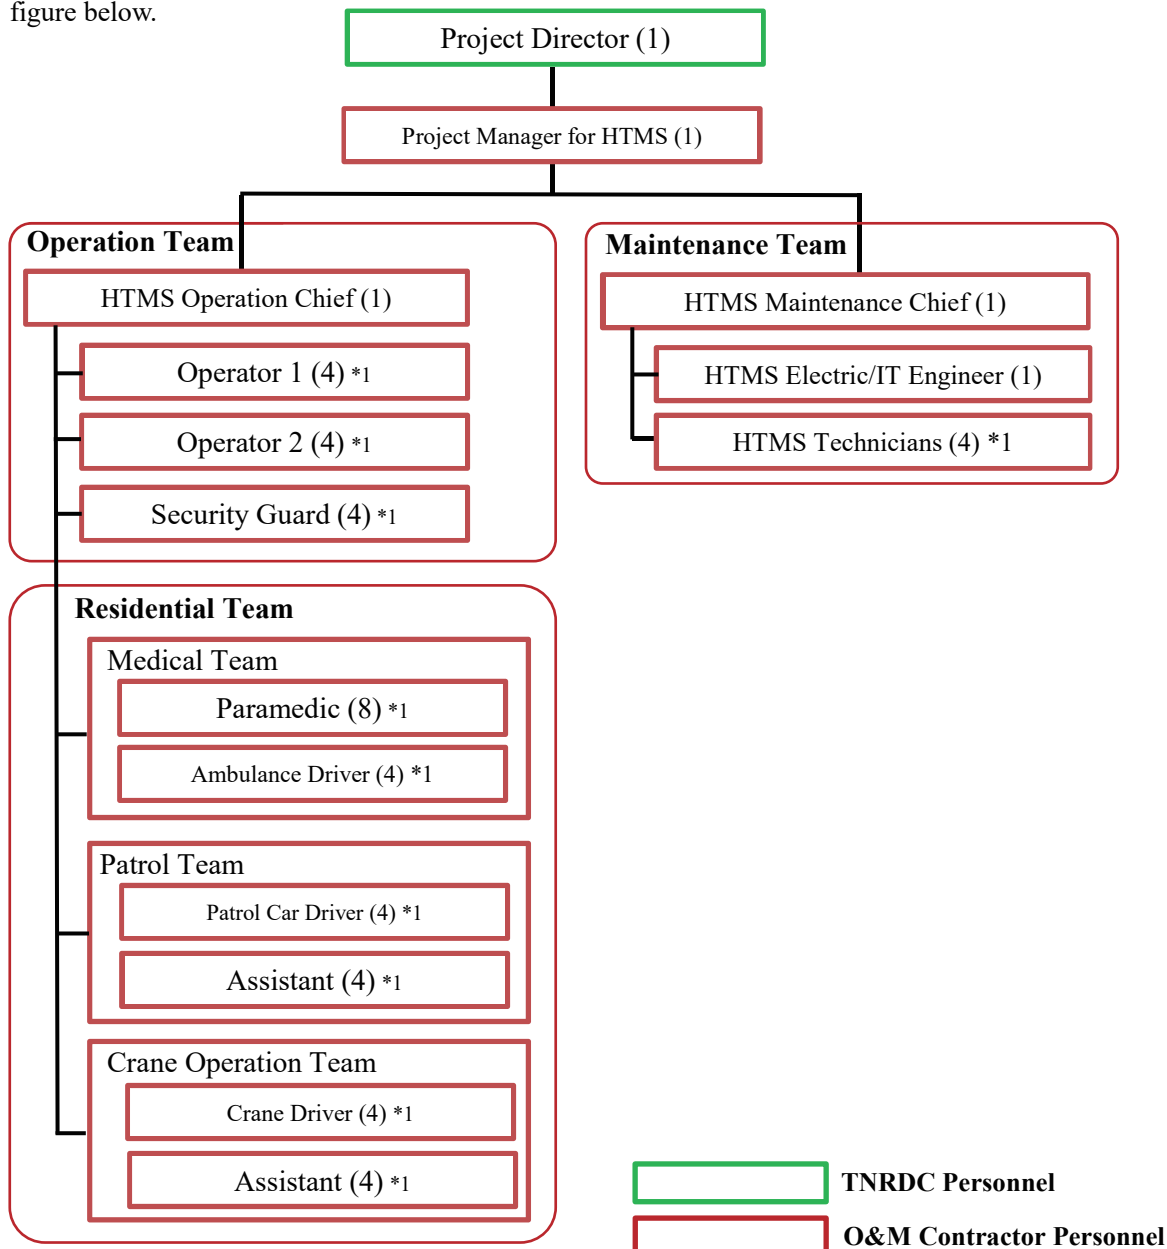 figure below.
Project Director (1)
Project Manager for HTMS (1)
Operation Team
HTMS Operation Chief (1)
Operator 1 (4) *1
Operator 2 (4) *1
Security Guard (4) *1
Maintenance Team
HTMS Maintenance Chief (1)
HTMS Electric/IT Engineer (1)
HTMS Technicians (4) *1
Residential Team
Medical Team
Paramedic (8) *1
Ambulance Driver (4) *1
Patrol Team
Patrol Car Driver (4) *1
Assistant (4) *1
Crane Operation Team
Crane Driver (4) *1
Assistant (4) *1
TNRDC Personnel
O&M Contractor Personnel